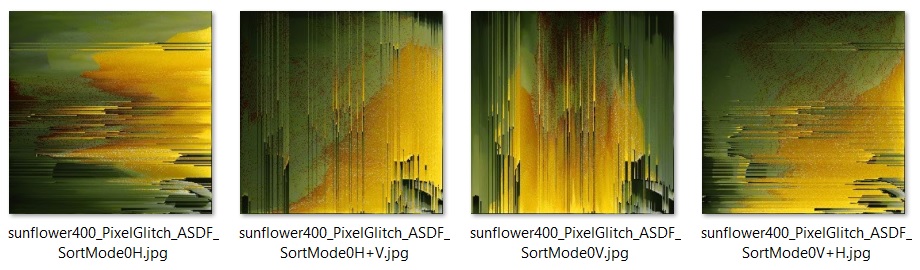 sunflower400_PixelGlitch_ASDF_
SortMode0H.jpg
sunflower400_PixelGlitch_ASDF_
SortMode0H+V.jpg
sunflower400_PixelGlitch_ASDF_
SortMode0V.jpg
sunflower400_PixelGlitch_ASDF_
SortMode0V+H.jpg